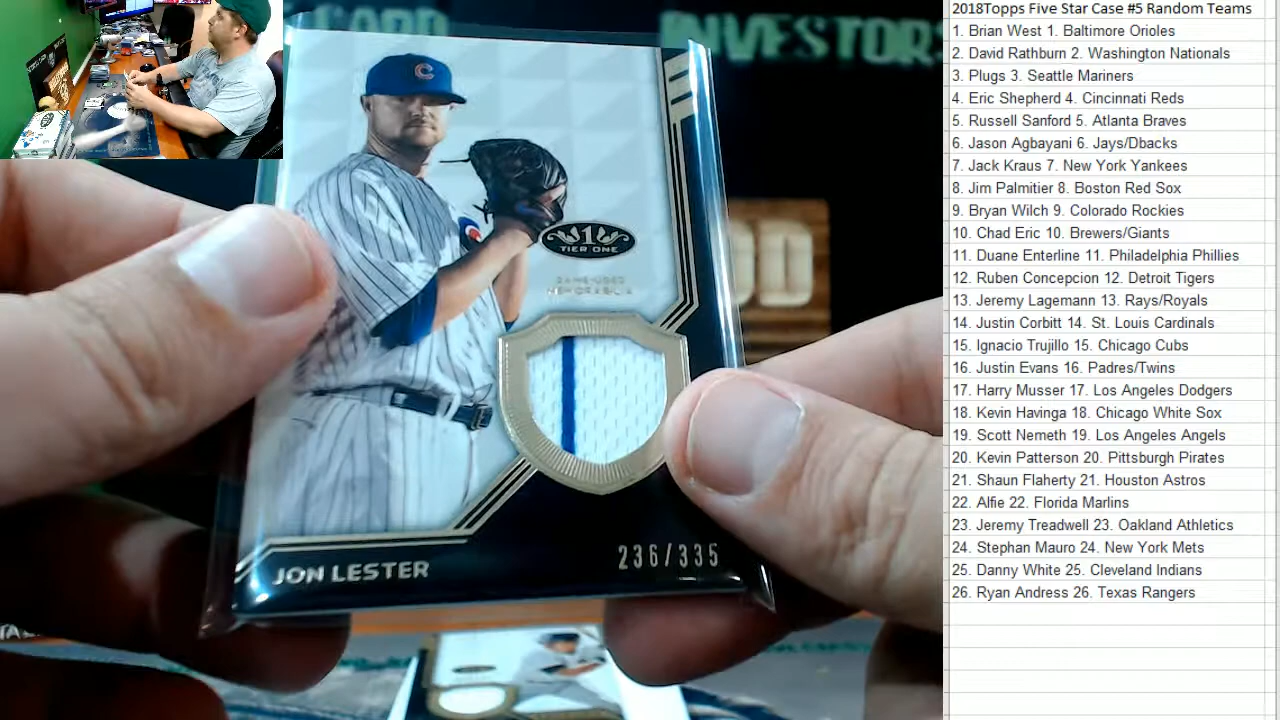 CARD INVESTORS
1
TIER ONE
GAME-USED
MEMORABILIA
236/335
JON LESTER
2018Topps Five Star Case #5 Random Teams
1. Brian West 1. Baltimore Orioles
2. David Rathburn 2. Washington Nationals
3. Plugs 3. Seattle Mariners
4. Eric Shepherd 4. Cincinnati Reds
5. Russell Sanford 5. Atlanta Braves
6. Jason Agbayani 6. Jays/Dbacks
7. Jack Kraus 7. New York Yankees
8. Jim Palmitier 8. Boston Red Sox
9. Bryan Wilch 9. Colorado Rockies
10. Chad Eric 10. Brewers/Giants
11. Duane Enterline 11. Philadelphia Phillies
12. Ruben Concepcion 12. Detroit Tigers
13. Jeremy Lagemann 13. Rays/Royals
14. Justin Corbitt 14. St. Louis Cardinals
15. Ignacio Trujillo 15. Chicago Cubs
16. Justin Evans 16. Padres/Twins
17. Harry Musser 17. Los Angeles Dodgers
18. Kevin Havinga 18. Chicago White Sox
19. Scott Nemeth 19. Los Angeles Angels
20. Kevin Patterson 20. Pittsburgh Pirates
21. Shaun Flaherty 21. Houston Astros
22. Alfie 22. Florida Marlins
23. Jeremy Treadwell 23. Oakland Athletics
24. Stephan Mauro 24. New York Mets
25. Danny White 25. Cleveland Indians
26. Ryan Andress 26. Texas Rangers